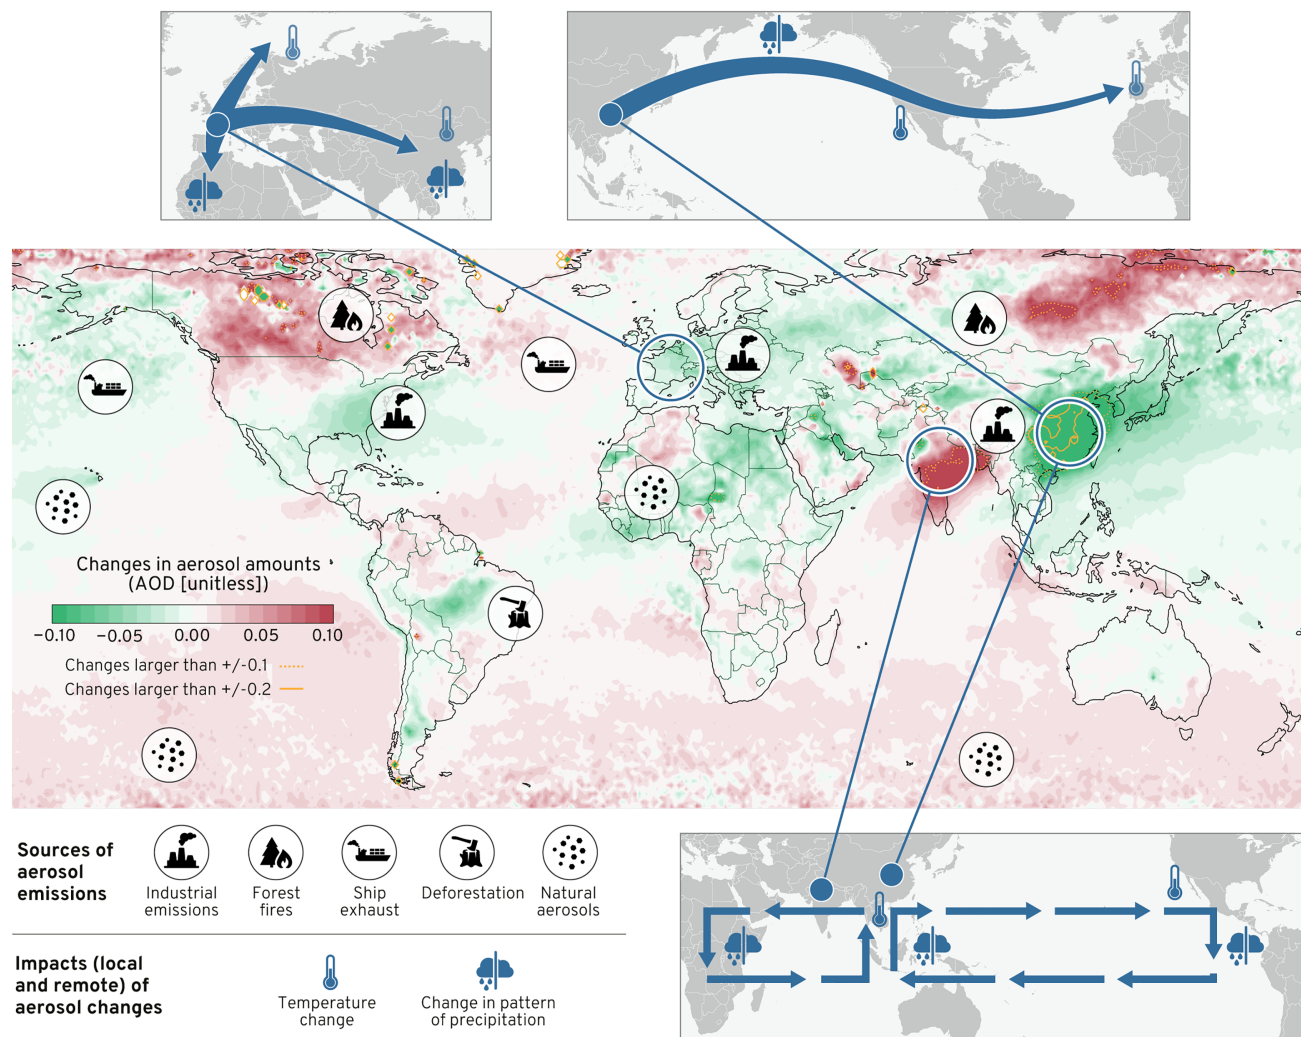 Changes in aerosol amounts
(AOD [unitless])
−0.10 −0.05 0.00 0.05 0.10
Changes larger than +/-0.1
Changes larger than +/-0.2
Sources of
aerosol
emissions
Industrial
emissions
Forest
fires
Ship
exhaust
Deforestation
Natural
aerosols
Impacts (local
and remote) of
aerosol changes
Temperature
change
Change in pattern
of precipitation